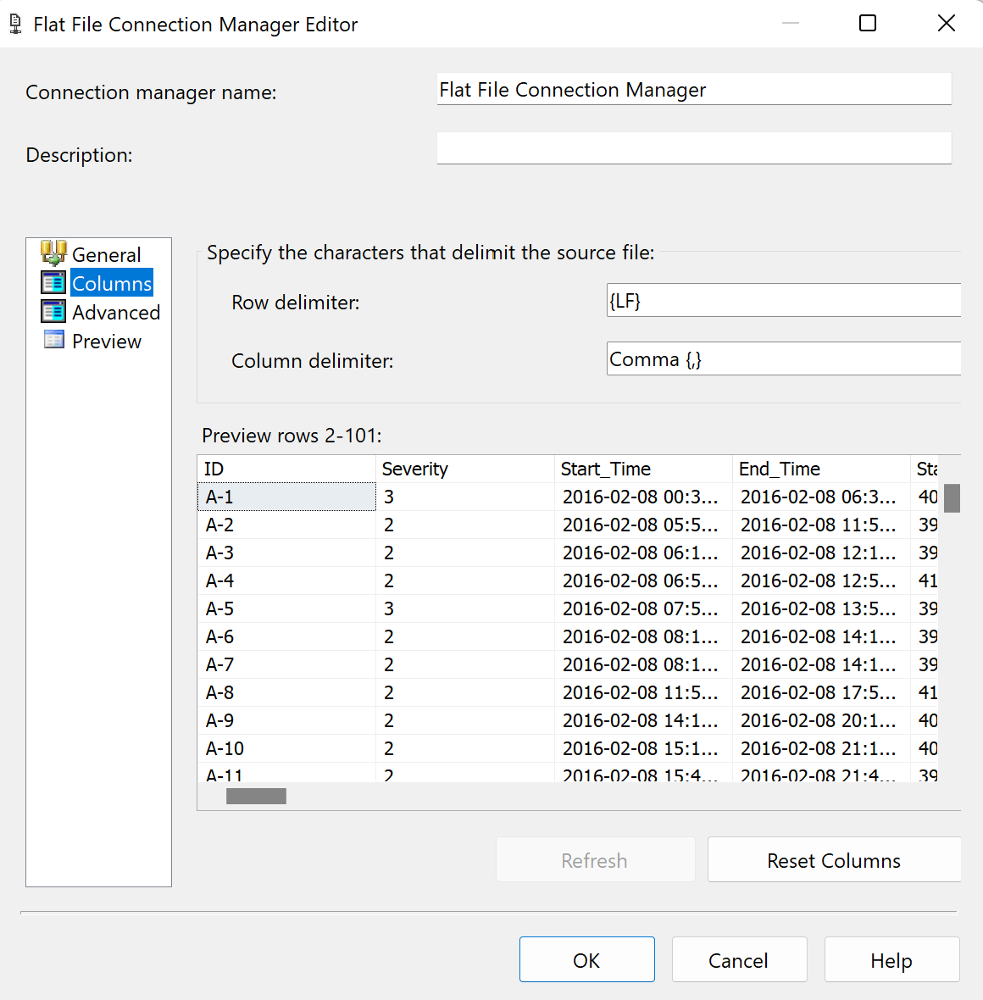 Flat File Connection Manager Editor
Connection manager name: Flat File Connection Manager
Description:
General
Columns
Advanced
Preview
Specify the characters that delimit the source file:
Row delimiter: {LF}
Column delimiter: Comma {,}
Preview rows 2-101:
ID Severity Start_Time End_Time Sta
A-1 3 2016-02-08 00:3... 2016-02-08 06:3... 40
A-2 2 2016-02-08 05:5... 2016-02-08 11:5... 39
A-3 2 2016-02-08 06:1... 2016-02-08 12:1... 39
A-4 2 2016-02-08 06:5... 2016-02-08 12:5... 41
A-5 3 2016-02-08 07:5... 2016-02-08 13:5... 39
A-6 2 2016-02-08 08:1... 2016-02-08 14:1... 39
A-7 2 2016-02-08 08:1... 2016-02-08 14:1... 39
A-8 2 2016-02-08 11:5... 2016-02-08 17:5... 41
A-9 2 2016-02-08 14:1... 2016-02-08 20:1... 40
A-10 2 2016-02-08 15:1... 2016-02-08 21:1... 40
A-11 2 2016-02-08 15:4... 2016-02-08 21:4... 39
Refresh Reset Columns
OK Cancel Help